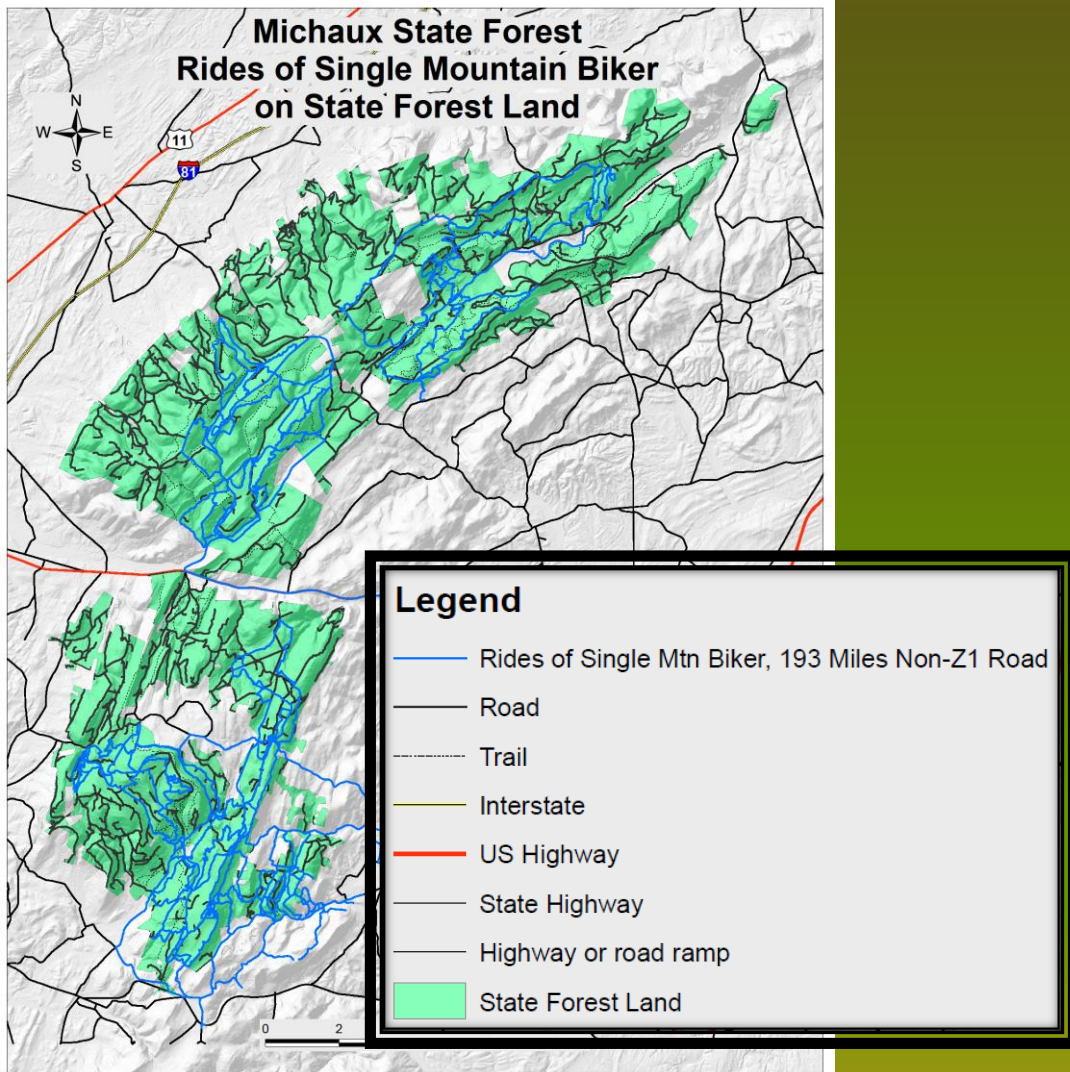 Michaux State Forest
Rides of Single Mountain Biker
on State Forest Land
N
W E
S
11
81
Legend
Rides of Single Mtn Biker, 193 Miles Non-Z1 Road
Road
Trail
Interstate
US Highway
State Highway
Highway or road ramp
State Forest Land
0 2